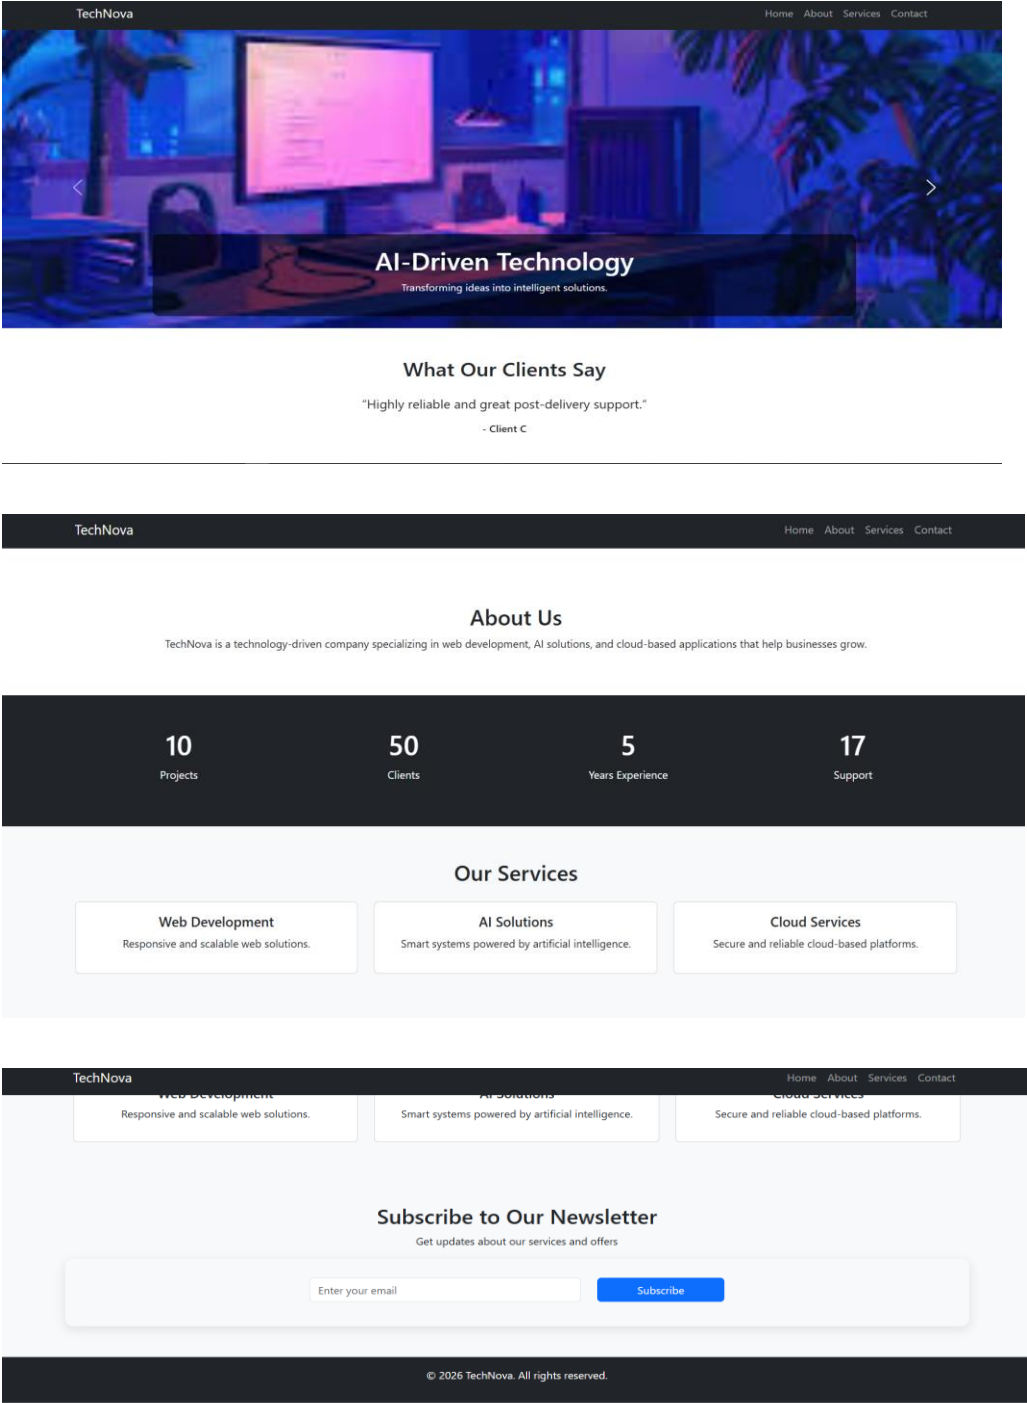 TechNova
Home About Services Contact
AI-Driven Technology
Transforming ideas into intelligent solutions.
What Our Clients Say
“Highly reliable and great post-delivery support.”
- Client C
TechNova
Home About Services Contact
About Us
TechNova is a technology-driven company specializing in web development, AI solutions, and cloud-based applications that help businesses grow.
10 50 5 17
Projects Clients Years Experience Support
Our Services
Web Development AI Solutions Cloud Services
Responsive and scalable web solutions. Smart systems powered by artificial intelligence. Secure and reliable cloud-based platforms.
TechNova
Home About Services Contact
Web Development AI Solutions Cloud Services
Responsive and scalable web solutions. Smart systems powered by artificial intelligence. Secure and reliable cloud-based platforms.
Subscribe to Our Newsletter
Get updates about our services and offers
Enter your email Subscribe
© 2026 TechNova. All rights reserved.